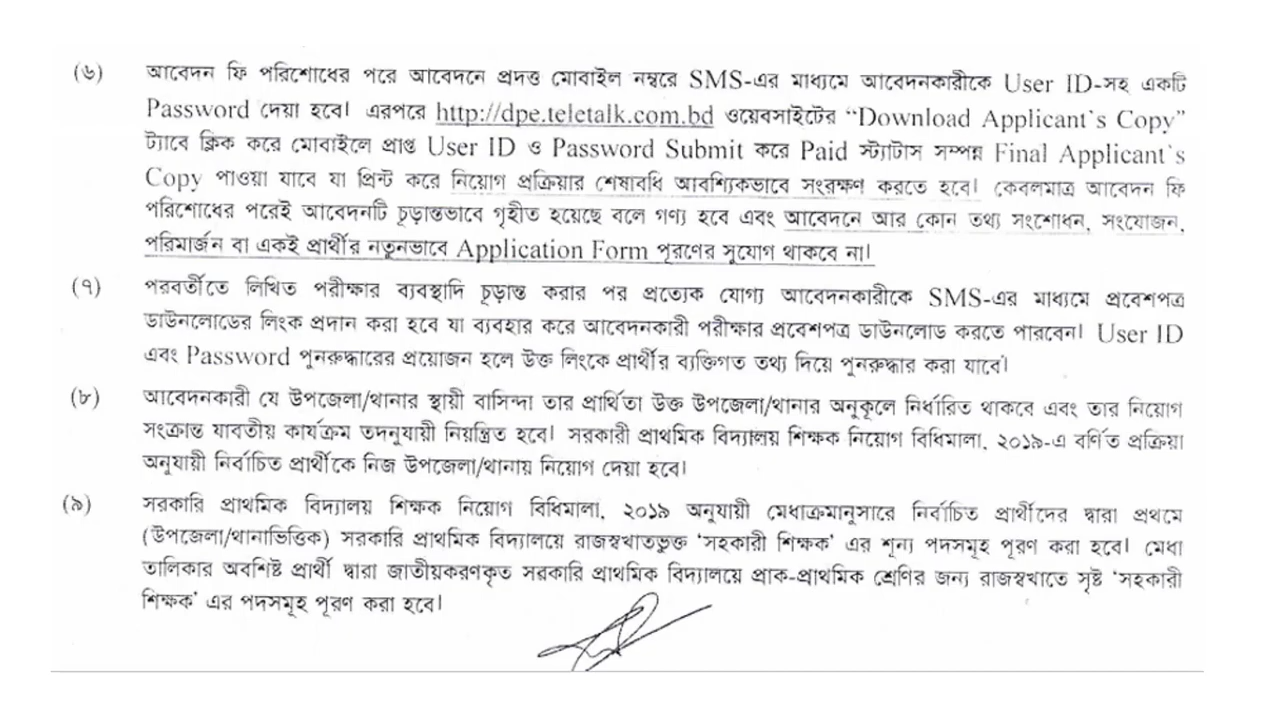 (৬) আবেদন ফি পরিশোধের পরে আবেদনে প্রদত্ত মোবাইল নম্বরে SMS-এর মাধ্যমে আবেদনকারীকে User ID-সহ একটি
Password দেয়া হবে। এরপরে http://dpe.teletalk.com.bd ওয়েবসাইটের “Download Applicant`s Copy”
ট্যাবে ক্লিক করে মোবাইলে প্রাপ্ত User ID ও Password Submit করে Paid স্ট্যাটাস সম্পন্ন Final Applicant`s
Copy পাওয়া যাবে যা প্রিন্ট করে নিয়োগ প্রক্রিয়ার শেষাবধি আবশ্যিকভাবে সংরক্ষণ করতে হবে। কেবলমাত্র আবেদন ফি
পরিশোধের পরেই আবেদনটি চূড়ান্তভাবে গৃহীত হয়েছে বলে গণ্য হবে এবং আবেদনে আর কোন তথ্য সংশোধন, সংযোজন,
পরিমার্জন বা একই প্রার্থীর নতুনভাবে Application Form পূরণের সুযোগ থাকবে না।
(৭) পরবর্তীতে লিখিত পরীক্ষার ব্যবস্থাদি চূড়ান্ত করার পর প্রত্যেক যোগ্য আবেদনকারীকে SMS-এর মাধ্যমে প্রবেশপত্র
ডাউনলোডের লিংক প্রদান করা হবে যা ব্যবহার করে আবেদনকারী পরীক্ষার প্রবেশপত্র ডাউনলোড করতে পারবেন। User ID
এবং Password পুনরুদ্ধারের প্রয়োজন হলে উক্ত লিংকে প্রার্থীর ব্যক্তিগত তথ্য দিয়ে পুনরুদ্ধার করা যাবে।
(৮) আবেদনকারী যে উপজেলা/থানার স্থায়ী বাসিন্দা তার প্রার্থিতা উক্ত উপজেলা/থানার অনুকূলে নির্ধারিত থাকবে এবং তার নিয়োগ
সংক্রান্ত যাবতীয় কার্যক্রম তদনুযায়ী নিয়ন্ত্রিত হবে। সরকারী প্রাথমিক বিদ্যালয় শিক্ষক নিয়োগ বিধিমালা, ২০১৯-এ বর্ণিত প্রক্রিয়া
অনুযায়ী নির্বাচিত প্রার্থীকে নিজ উপজেলা/থানায় নিয়োগ দেয়া হবে।
(৯) সরকারি প্রাথমিক বিদ্যালয় শিক্ষক নিয়োগ বিধিমালা, ২০১৯ অনুযায়ী মেধাক্রমানুসারে নির্বাচিত প্রার্থীদের দ্বারা প্রথমে
(উপজেলা/থানাভিত্তিক) সরকারি প্রাথমিক বিদ্যালয়ে রাজস্বখাতভুক্ত ‘সহকারী শিক্ষক’ এর শূন্য পদসমূহ পূরণ করা হবে। মেধা
তালিকার অবশিষ্ট প্রার্থী দ্বারা জাতীয়করণকৃত সরকারি প্রাথমিক বিদ্যালয়ে প্রাক-প্রাথমিক শ্রেণির জন্য রাজস্বখাতে সৃষ্ট ‘সহকারী
শিক্ষক’ এর পদসমূহ পূরণ করা হবে।